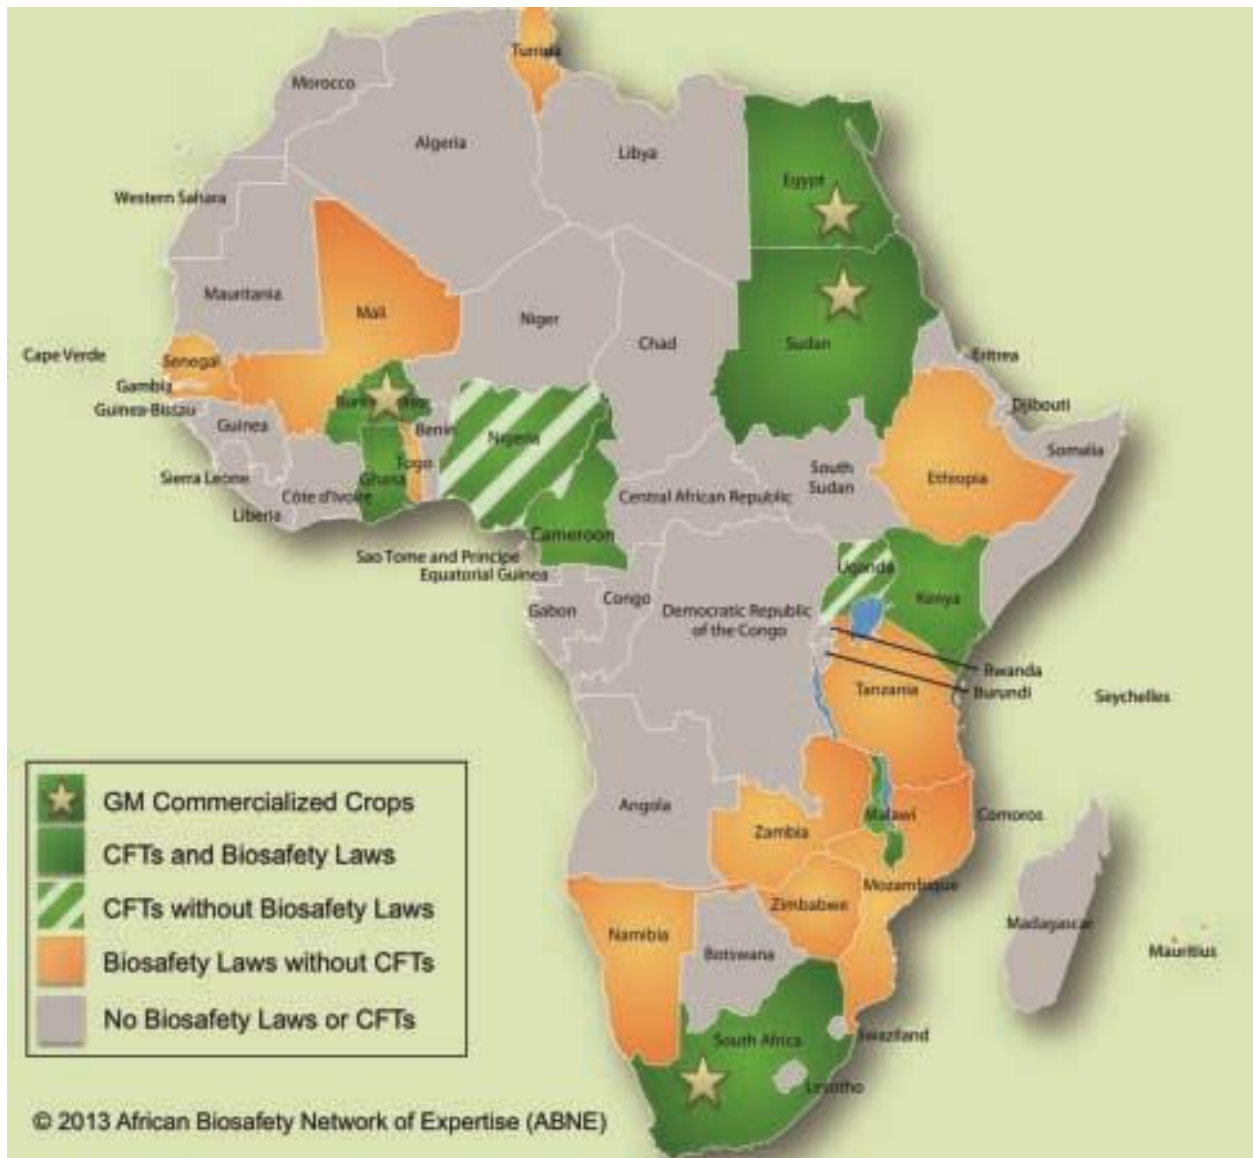 Tunisia
Morocco
Algeria
Libya
Egypt
Western Sahara
Mauritania
Mali
Niger
Chad
Sudan
Cape Verde
Senegal
Eritrea
Gambia
Guinea-Bissau
Djibouti
Guinea
Benin
Nigeria
Somalia
Togo
Sierra Leone
Ghana
Côte d'Ivoire
Liberia
Central African Republic
South
Sudan
Ethiopia
Cameroon
Sao Tome and Principe
Equatorial Guinea
Uganda
Gabon
Congo
Democratic Republic
of the Congo
Kenya
Rwanda
Burundi
Tanzania
Seychelles
Angola
Zambia
Malawi
Comoros
Mozambique
Zimbabwe
Namibia
Botswana
Madagascar
Mauritius
South Africa
Swaziland
Lesotho
GM Commercialized Crops
CFTs and Biosafety Laws
CFTs without Biosafety Laws
Biosafety Laws without CFTs
No Biosafety Laws or CFTs
© 2013 African Biosafety Network of Expertise (ABNE)